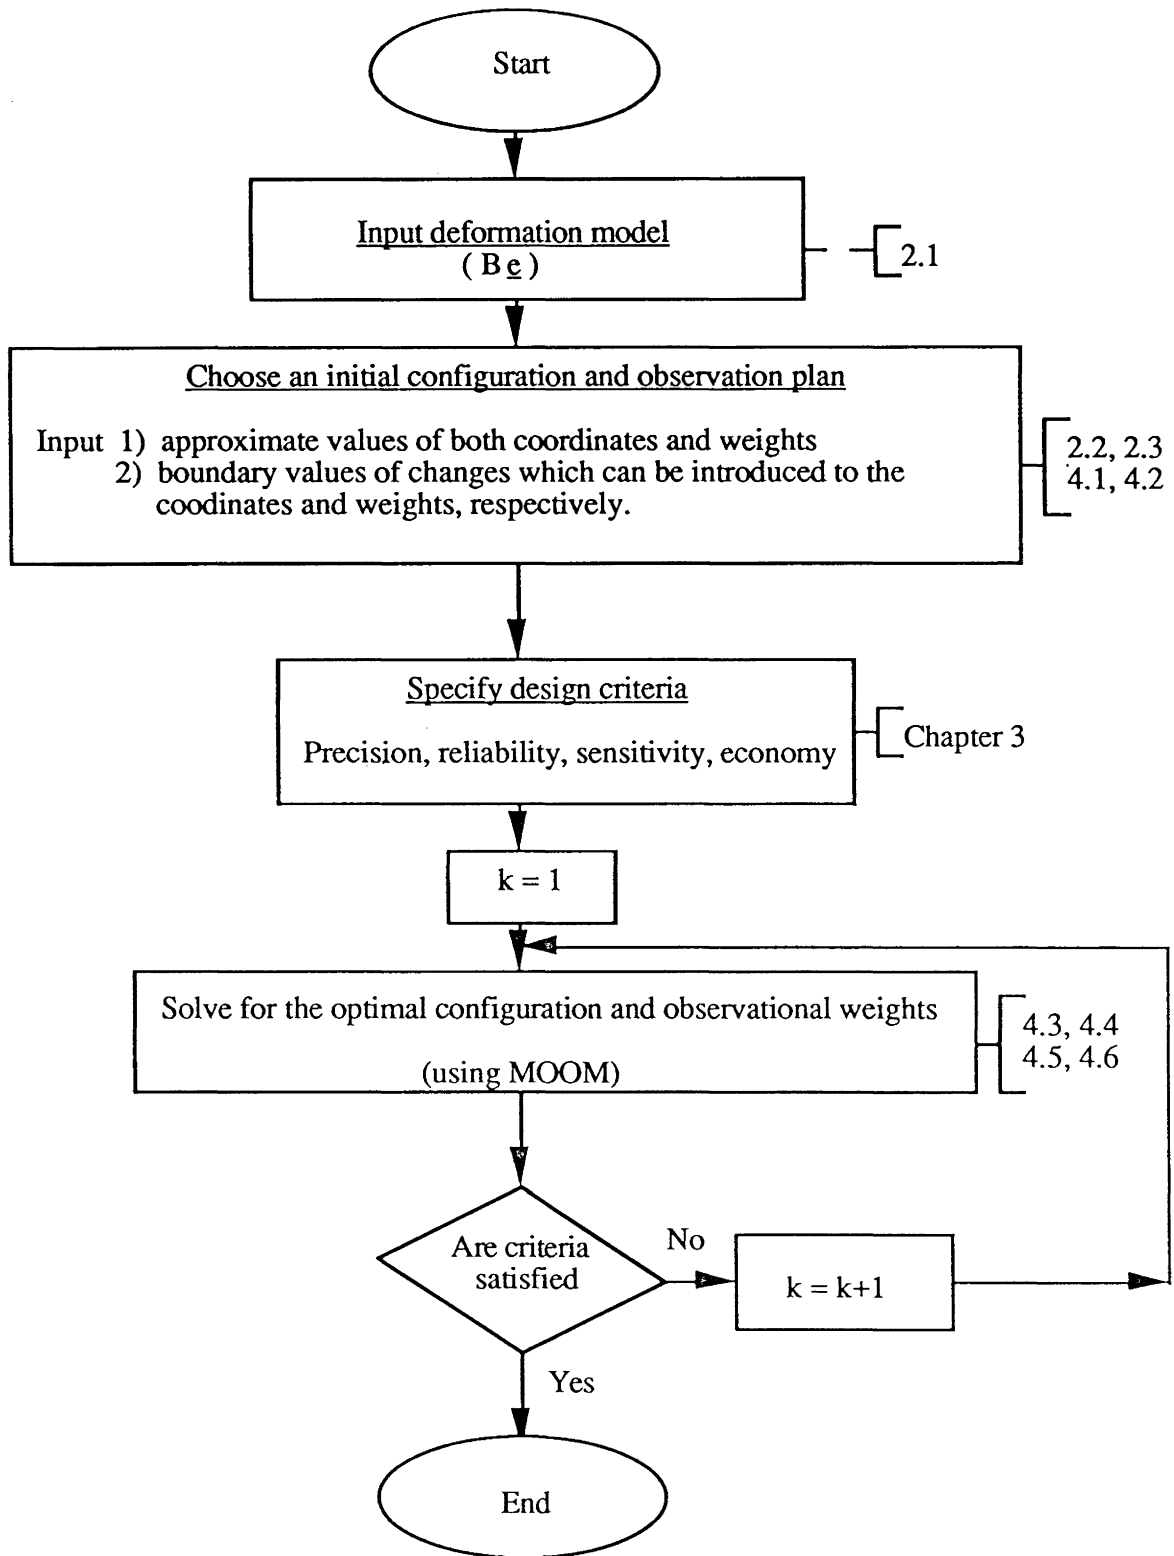 Start
Input deformation model
( B e )
2.1
Choose an initial configuration and observation plan
Input 1) approximate values of both coordinates and weights
2) boundary values of changes which can be introduced to the
coodinates and weights, respectively.
2.2, 2.3
4.1, 4.2
Specify design criteria
Precision, reliability, sensitivity, economy
Chapter 3
k = 1
Solve for the optimal configuration and observational weights
(using MOOM)
4.3, 4.4
4.5, 4.6
Are criteria
satisfied
No
k = k+1
Yes
End